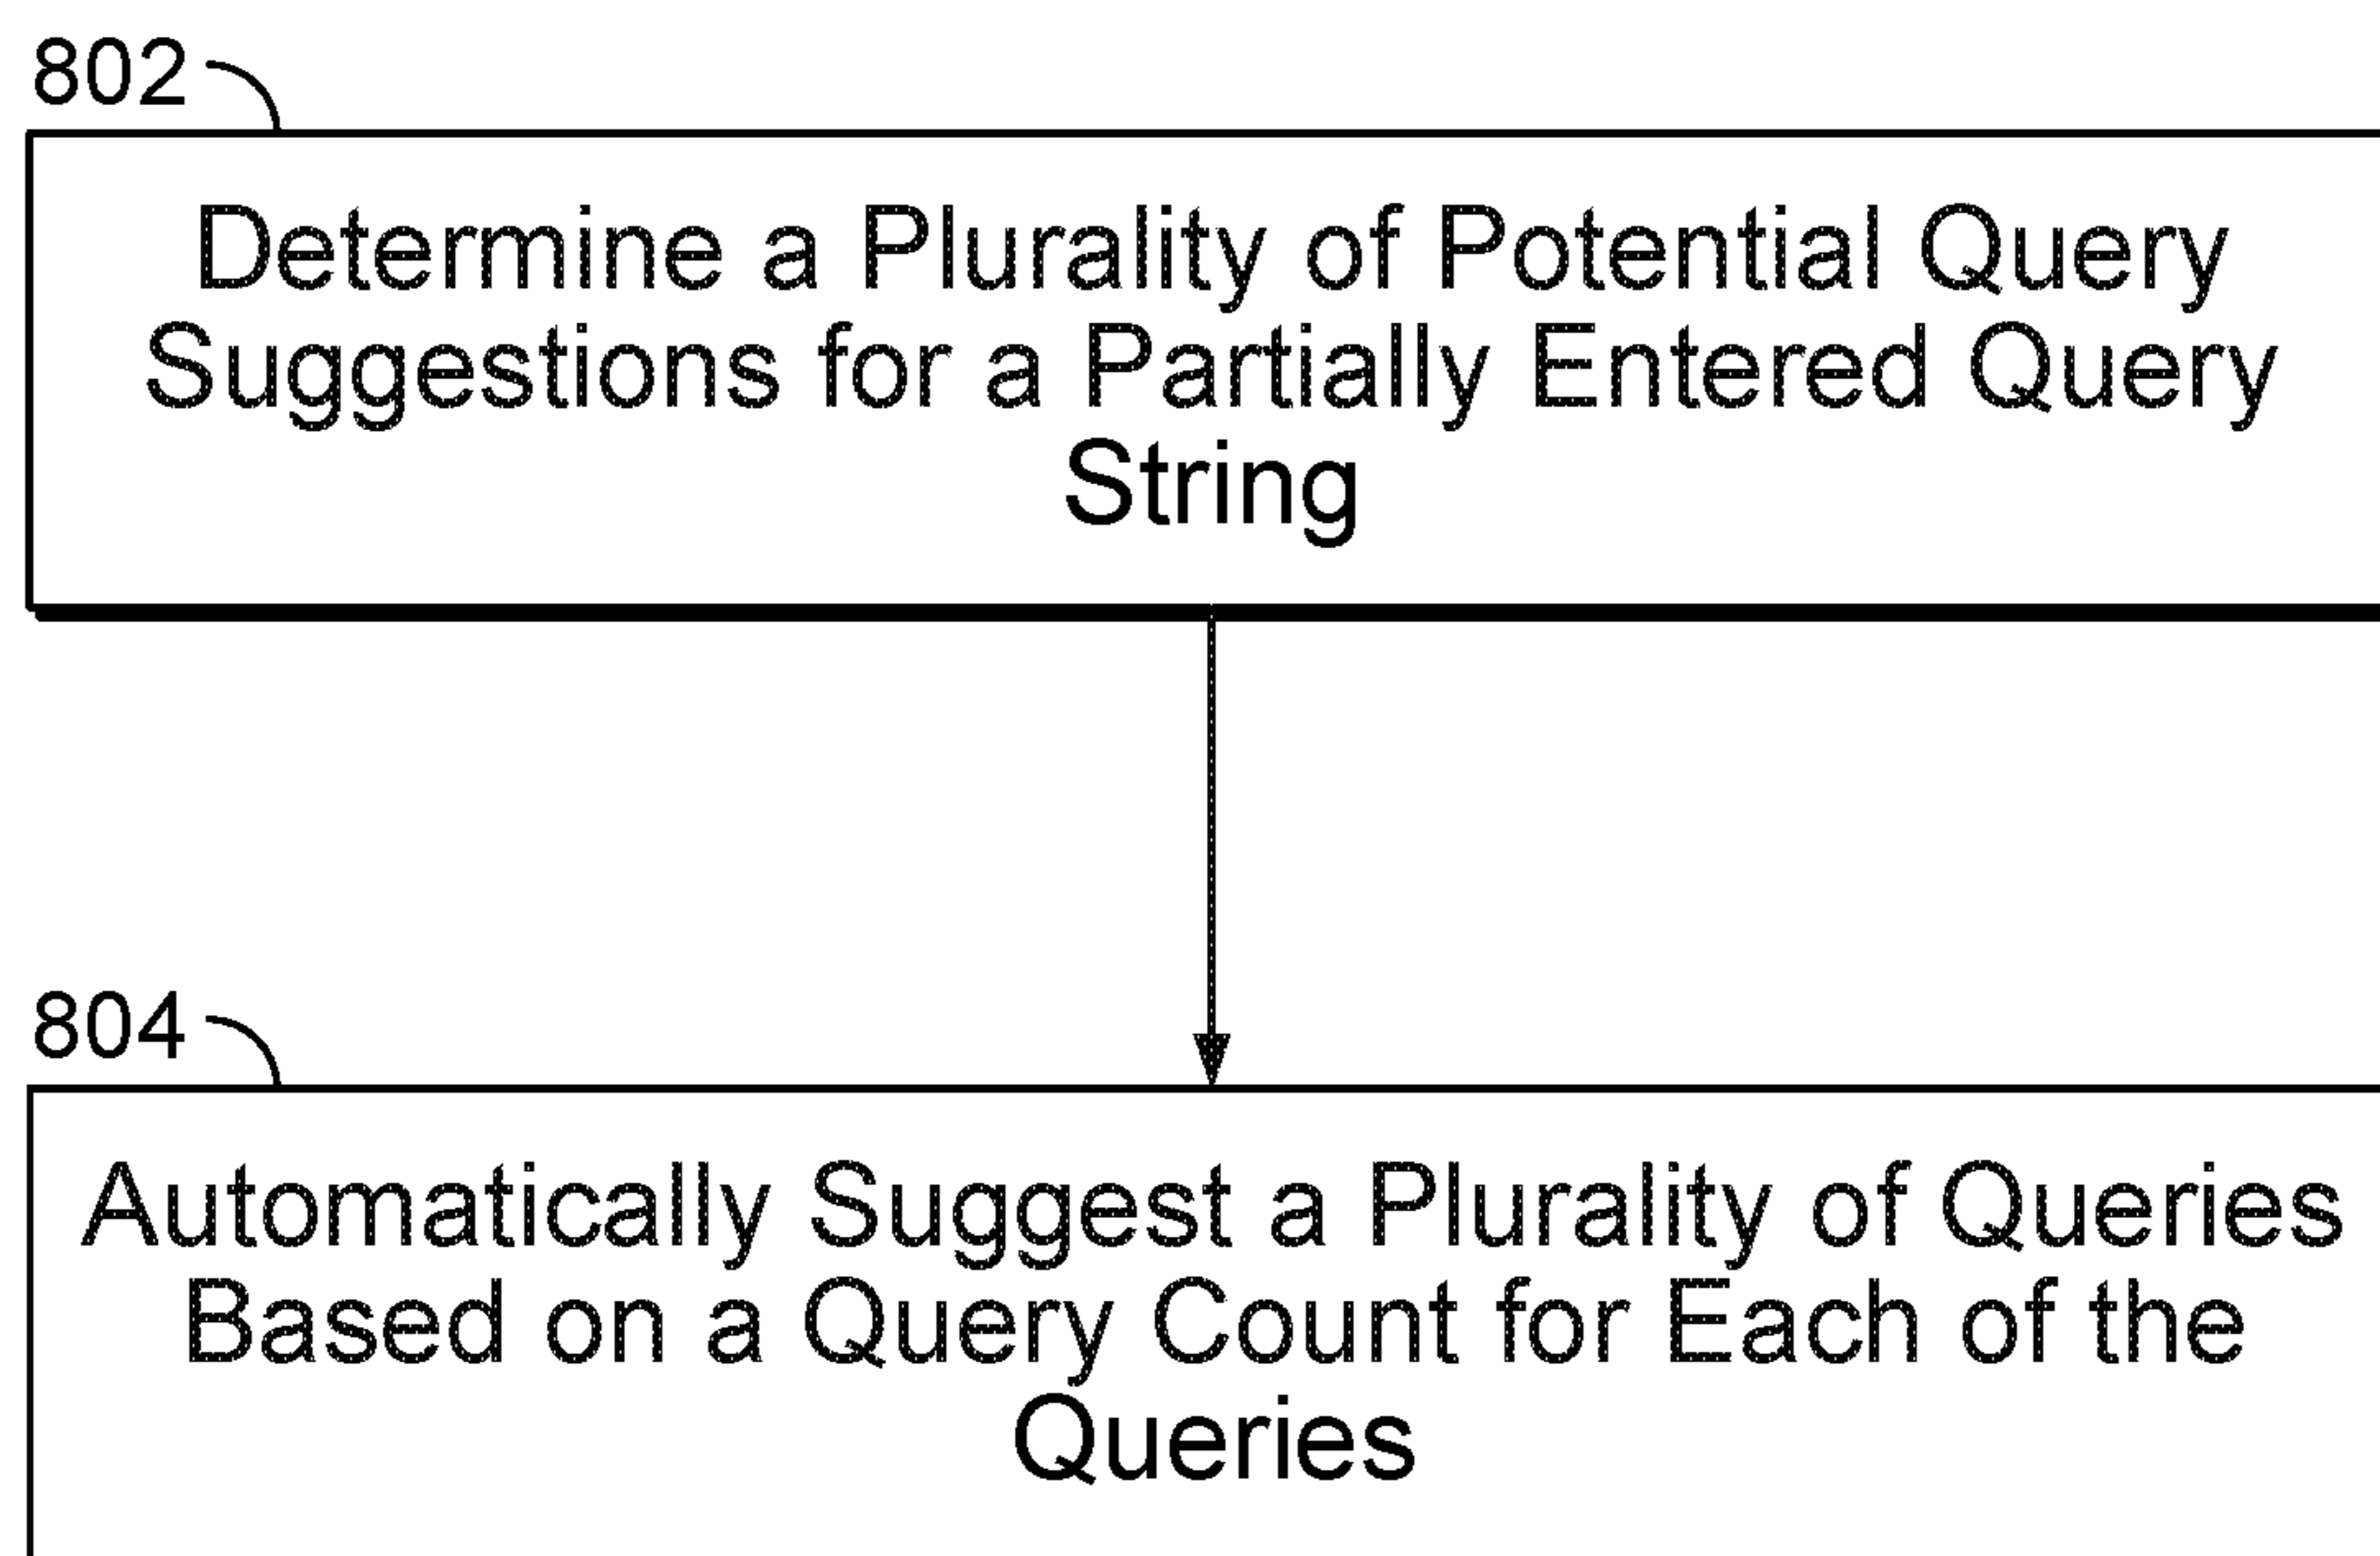 802
Determine a Plurality of Potential Query
Suggestions for a Partially Entered Query
String
804
Automatically Suggest a Plurality of Queries
Based on a Query Count for Each of the
Queries